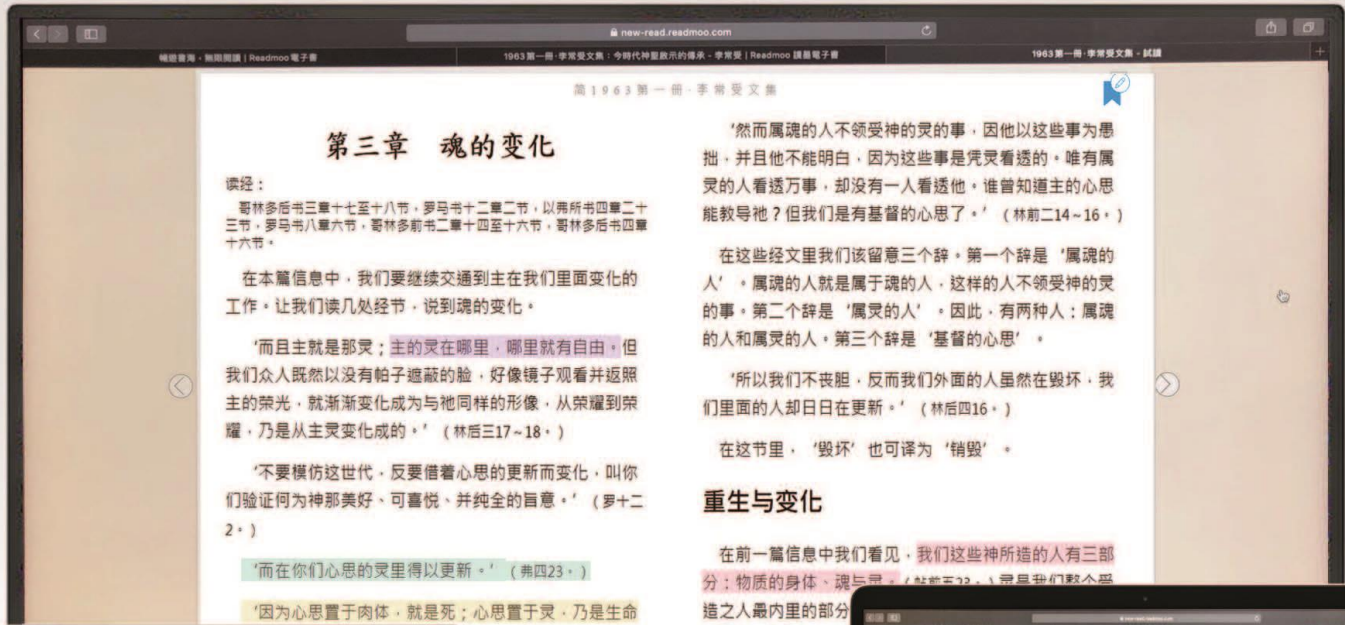 new-read.readmoo.com
暢遊書海 - 無限閱讀 | Readmoo 電子書
1963 第一冊·李常受文集：今時代神聖啟示的傳承 - 李常受 | Readmoo 讀墨電子書
1963 第一冊·李常受文集 - 試讀
简1963第一册·李常受文集
第三章 魂的变化
读经：
哥林多后书三章十七至十八节，罗马书十二章二节，以弗所书四章二十
三节，罗马书八章六节，哥林多前书二章十四至十六节，哥林多后书四章
十六节。
在本篇信息中，我们要继续交通到主在我们里面变化的
工作。让我们读几处经节，说到魂的变化。
‘而且主就是那灵；主的灵在哪里，哪里就有自由。但
我们众人既然以没有帕子遮蔽的脸，好像镜子观看并返照
主的荣光，就渐渐变化成为与祂同样的形像，从荣耀到荣
耀，乃是从主灵变化成的。’（林后三17~18。）
‘不要模仿这世代，反要借着心思的更新而变化，叫你
们验证何为神那美好、可喜悦、并纯全的旨意。’（罗十二
2。）
‘而在你们心思的灵里得以更新。’（弗四23。）
‘因为心思置于肉体，就是死；心思置于灵，乃是生命
‘然而属魂的人不领受神的灵的事，因他以这些事为愚
拙，并且他不能明白，因为这些事是凭灵看透的。唯有属
灵的人看透万事，却没有一人看透他。谁曾知道主的心思
能教导祂？但我们是有基督的心思了。’（林前二14~16。）
在这些经文里我们该留意三个辞。第一个辞是‘属魂的
人’。属魂的人就是属于魂的人，这样的人不领受神的灵
的事。第二个辞是‘属灵的人’。因此，有两种人：属魂
的人和属灵的人。第三个辞是‘基督的心思’。
‘所以我们不丧胆，反而我们外面的人虽然在毁坏，我
们里面的人却日日在更新。’（林后四16。）
在这节里，‘毁坏’也可译为‘销毁’。
重生与变化
在前一篇信息中我们看见，我们这些神所造的人有三部
分：物质的身体、魂与灵。（帖前五23。）灵是我们整个受
造之人最内里的部分
new-read.readmoo.com